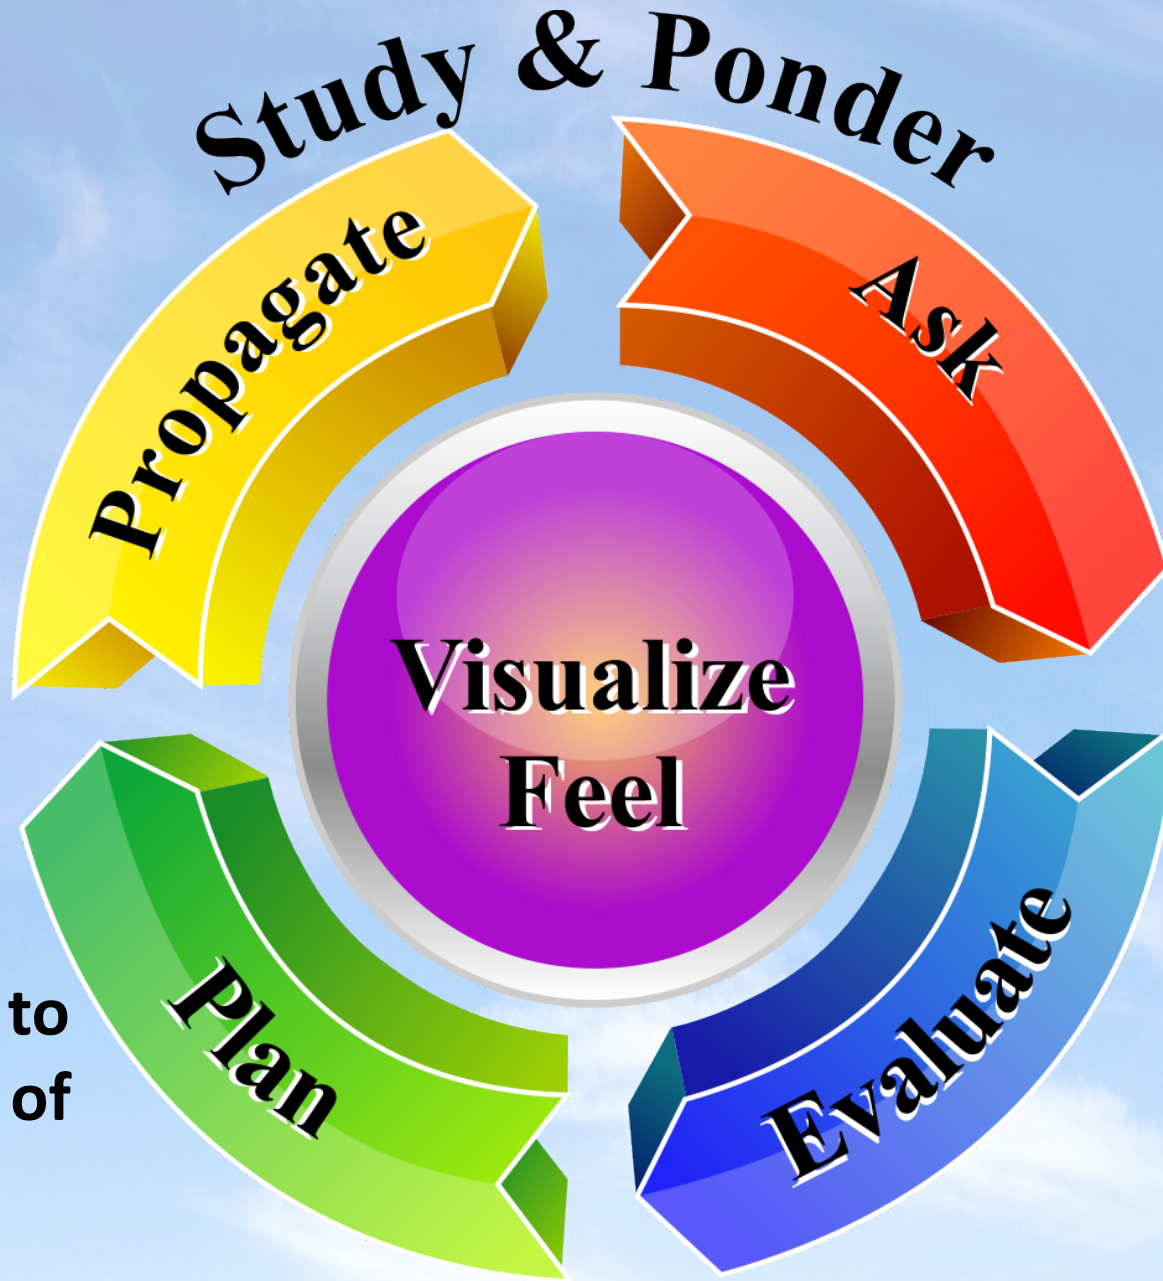 Study & Ponder
Propagate
Ask
Visualize
Feel
Plan
Evaluate
to
of